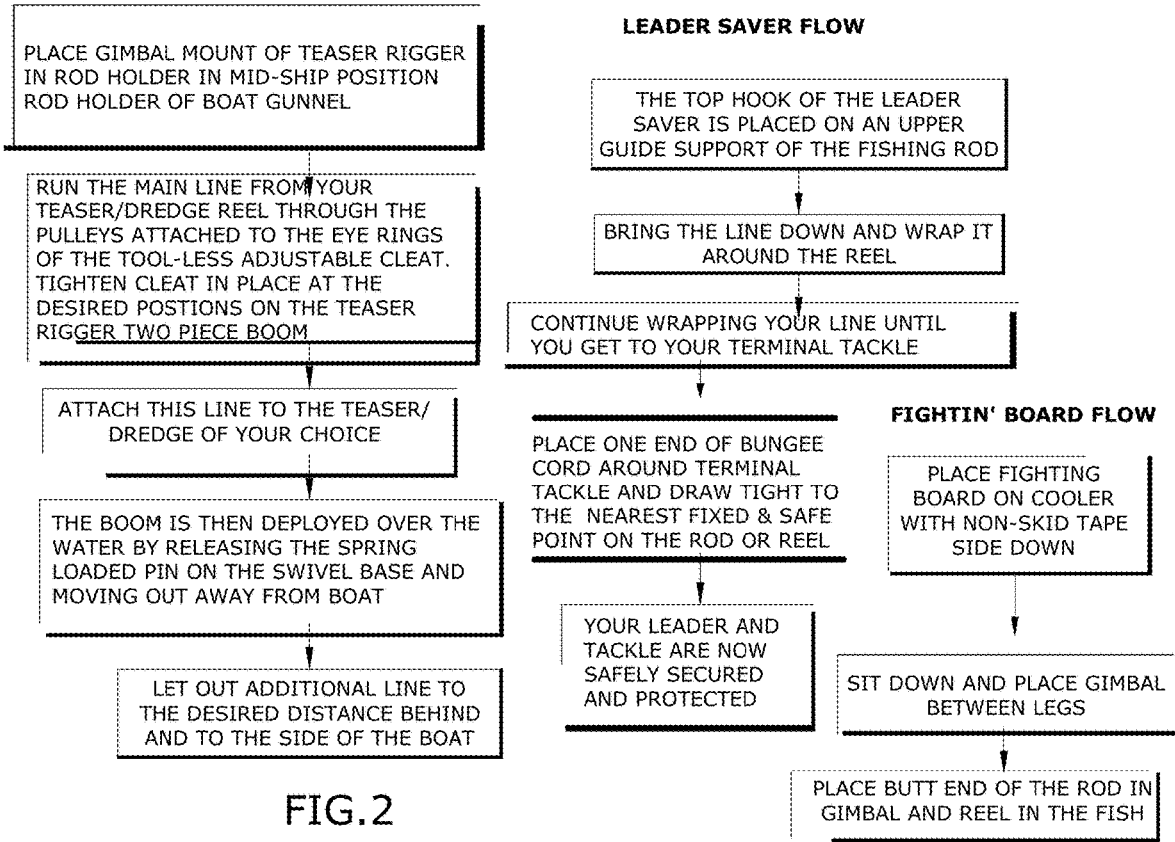 PLACE GIMBAL MOUNT OF TEASER RIGGER
IN ROD HOLDER IN MID-SHIP POSITION
ROD HOLDER OF BOAT GUNNEL
RUN THE MAIN LINE FROM YOUR
TEASER/DREDGE REEL THROUGH THE
PULLEYS ATTACHED TO THE EYE RINGS
OF THE TOOL-LESS ADJUSTABLE CLEAT.
TIGHTEN CLEAT IN PLACE AT THE
DESIRED POSTIONS ON THE TEASER
RIGGER TWO PIECE BOOM
ATTACH THIS LINE TO THE TEASER/
DREDGE OF YOUR CHOICE
THE BOOM IS THEN DEPLOYED OVER THE
WATER BY RELEASING THE SPRING
LOADED PIN ON THE SWIVEL BASE AND
MOVING OUT AWAY FROM BOAT
LET OUT ADDITIONAL LINE TO
THE DESIRED DISTANCE BEHIND
AND TO THE SIDE OF THE BOAT
LEADER SAVER FLOW
THE TOP HOOK OF THE LEADER
SAVER IS PLACED ON AN UPPER
GUIDE SUPPORT OF THE FISHING ROD
BRING THE LINE DOWN AND WRAP IT
AROUND THE REEL
CONTINUE WRAPPING YOUR LINE UNTIL
YOU GET TO YOUR TERMINAL TACKLE
PLACE ONE END OF BUNGEE
CORD AROUND TERMINAL
TACKLE AND DRAW TIGHT TO
THE NEAREST FIXED & SAFE
POINT ON THE ROD OR REEL
YOUR LEADER AND
TACKLE ARE NOW
SAFELY SECURED
AND PROTECTED
FIGHTIN' BOARD FLOW
PLACE FIGHTING
BOARD ON COOLER
WITH NON-SKID TAPE
SIDE DOWN
SIT DOWN AND PLACE GIMBAL
BETWEEN LEGS
PLACE BUTT END OF THE ROD IN
GIMBAL AND REEL IN THE FISH
FIG.2